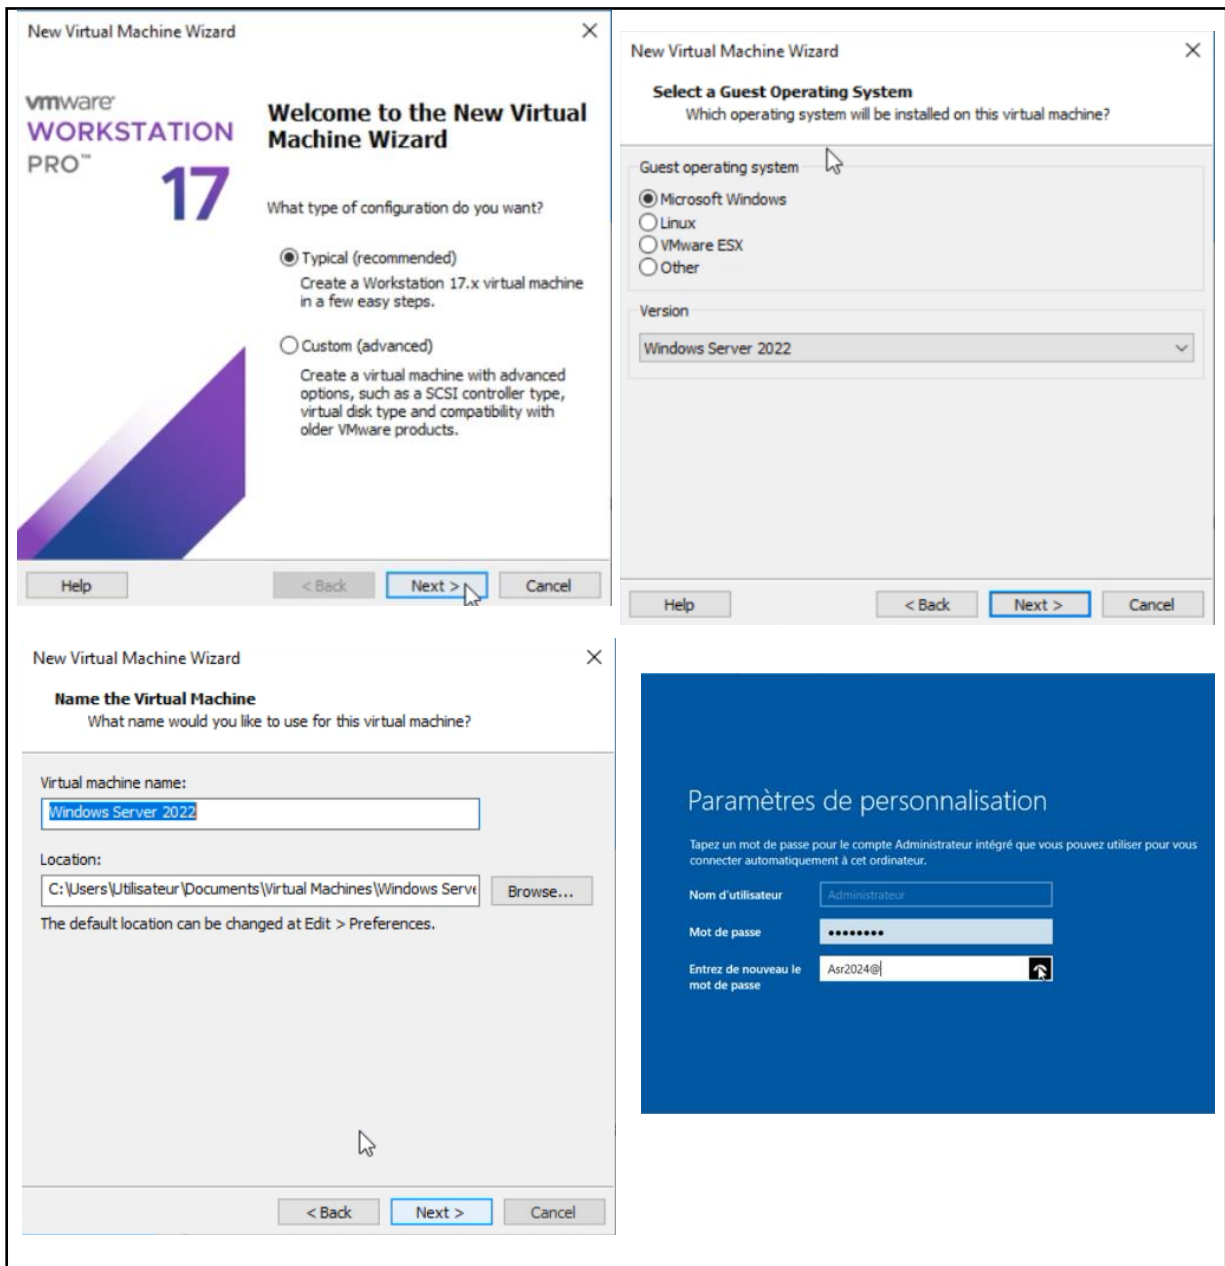 New Virtual Machine Wizard
vmware
WORKSTATION
PRO™
17
Welcome to the New Virtual
Machine Wizard
What type of configuration do you want?
Typical (recommended)
Create a Workstation 17.x virtual machine
in a few easy steps.
Custom (advanced)
Create a virtual machine with advanced
options, such as a SCSI controller type,
virtual disk type and compatibility with
older VMware products.
Help
< Back
Next >
Cancel
New Virtual Machine Wizard
Select a Guest Operating System
Which operating system will be installed on this virtual machine?
Guest operating system
Microsoft Windows
Linux
VMware ESX
Other
Version
Windows Server 2022
Help
< Back
Next >
Cancel
New Virtual Machine Wizard
Name the Virtual Machine
What name would you like to use for this virtual machine?
Virtual machine name:
Windows Server 2022
Location:
C:\Users\Utilisateur\Documents\Virtual Machines\Windows Serve
Browse...
The default location can be changed at Edit > Preferences.
< Back
Next >
Cancel
Paramètres de personnalisation
Tapez un mot de passe pour le compte Administrateur intégré que vous pouvez utiliser pour vous
connecter automatiquement à cet ordinateur.
Nom d'utilisateur
Administrateur
Mot de passe
••••••••
Entrez de nouveau le
mot de passe
Asr2024@